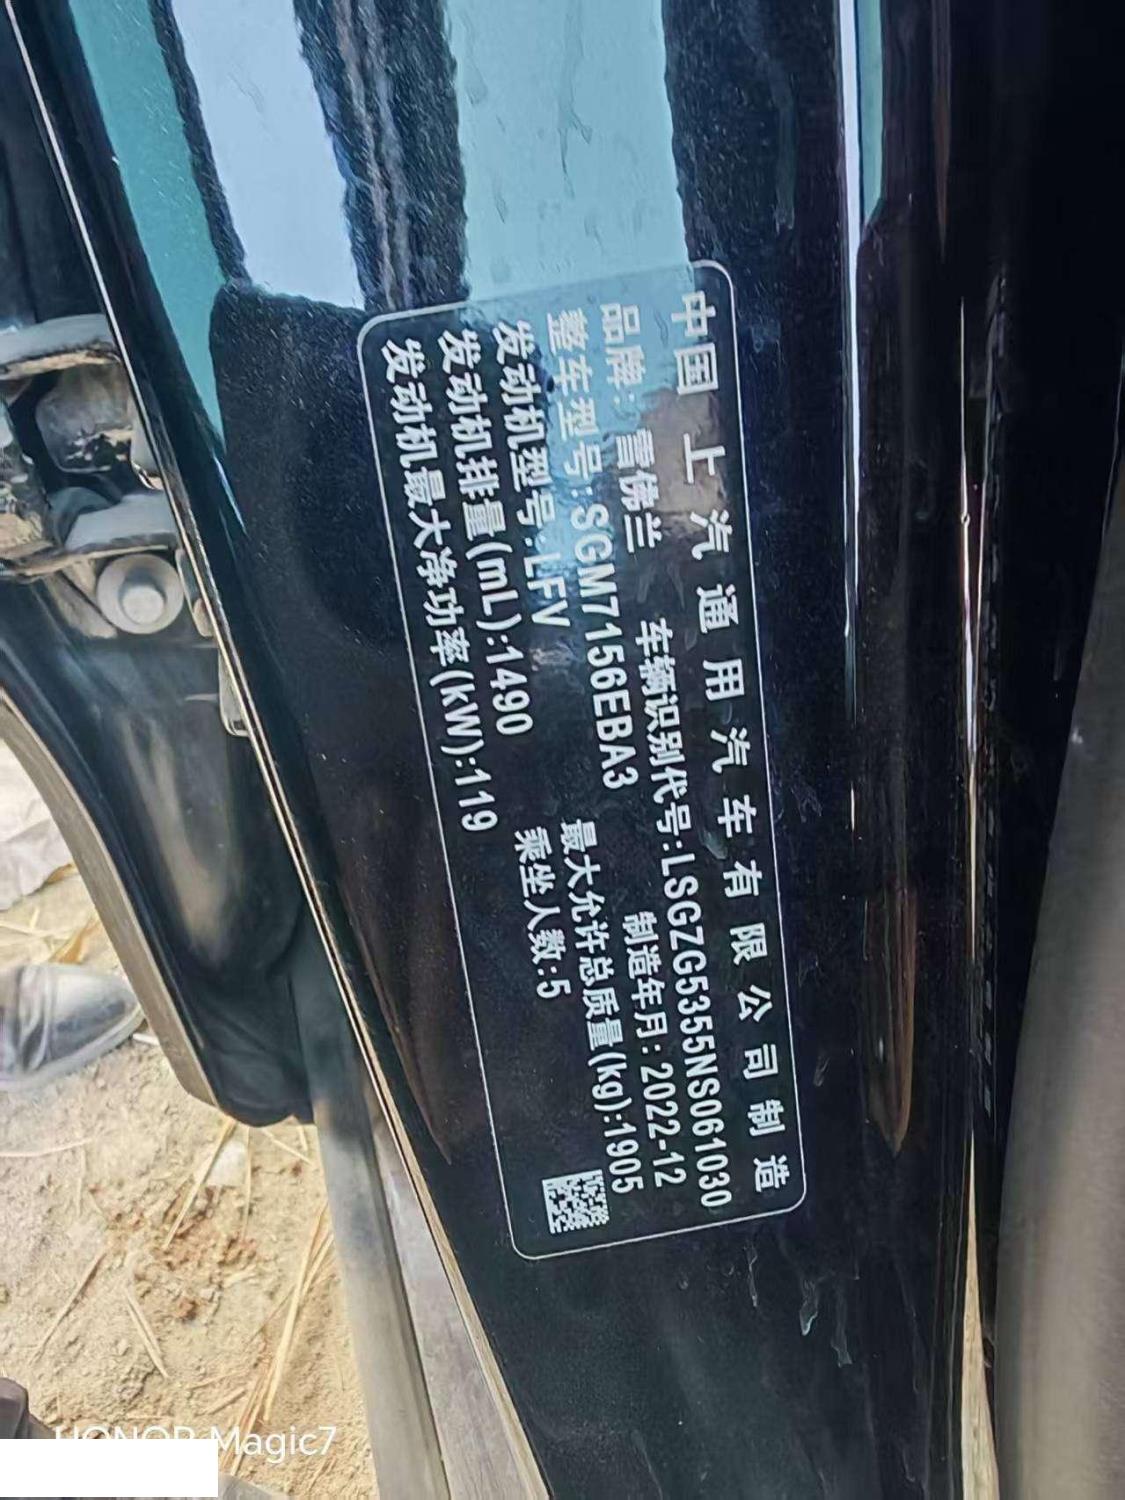 中国 上汽通用汽车有限公司制造
品牌: 雪佛兰 车辆识别代号:LSGZG5355NS061030
整车型号:SGM7156EBA3 制造年月: 2022-12
发动机型号:LFV 最大允许总质量(kg):1905
发动机排量(mL):1490 乘坐人数:5
发动机最大净功率(kW):119
HONOR Magic7